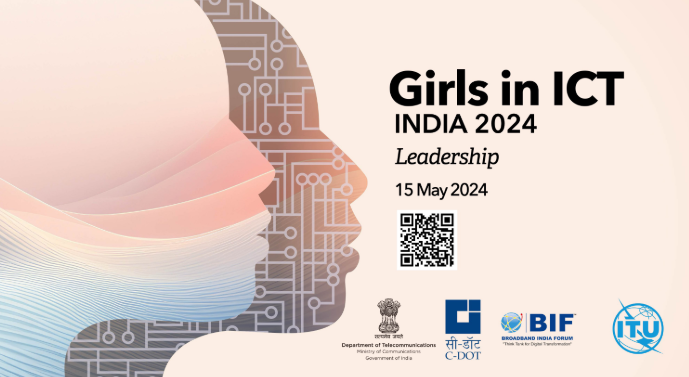 Girls in ICT
INDIA 2024
Leadership
15 May 2024
सत्यमेव जयते
Department of Telecommunications
Ministry of Communications
Government of India
सी-डॉट
C-DOT
BIF
BROADBAND INDIA FORUM
"Think Tank for Digital Transformation"
ITU